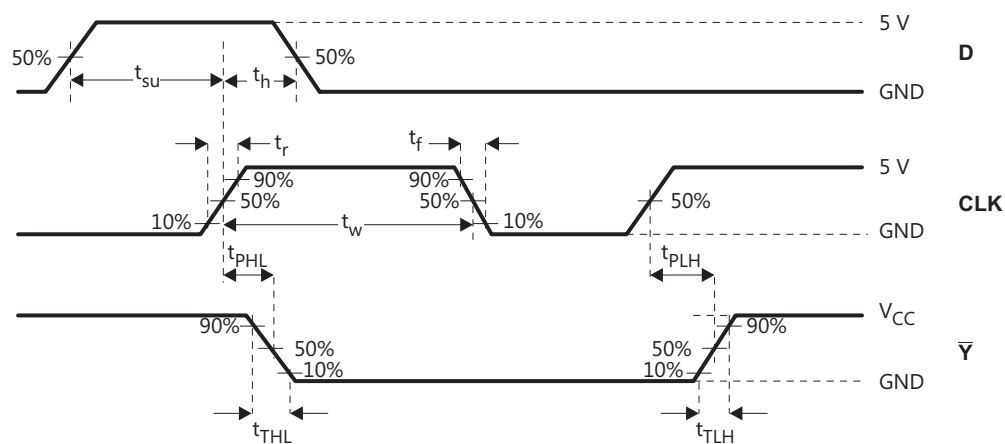 5 V
50%
50%
D
t_su
t_h
GND
t_r
t_f
5 V
90%
90%
50%
50%
50%
CLK
10%
t_w
10%
GND
t_PHL
t_PLH
V_CC
90%
90%
50%
50%
Y̅
10%
10%
GND
t_THL
t_TLH